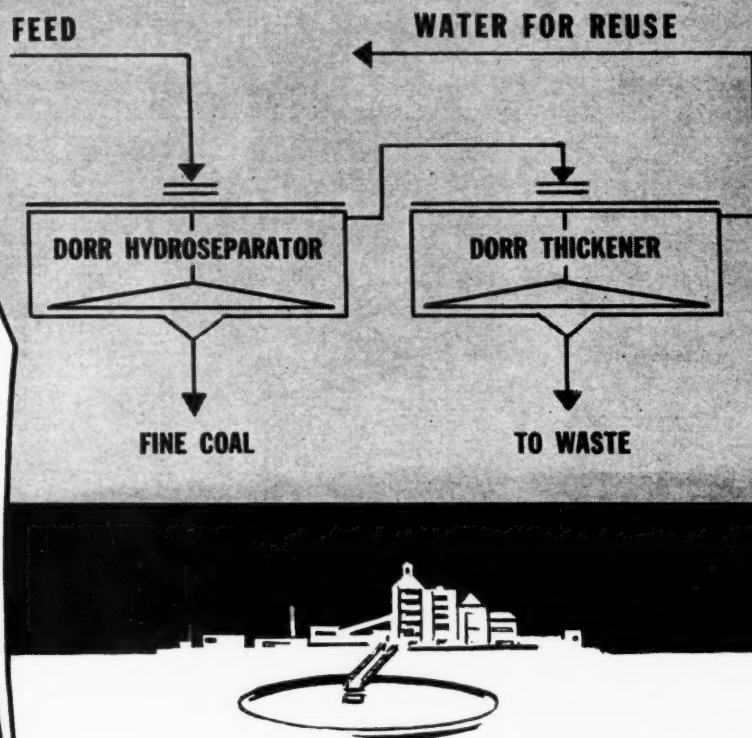 FEED
WATER FOR REUSE
DORR HYDROSEPARATOR
DORR THICKENER
FINE COAL
TO WASTE